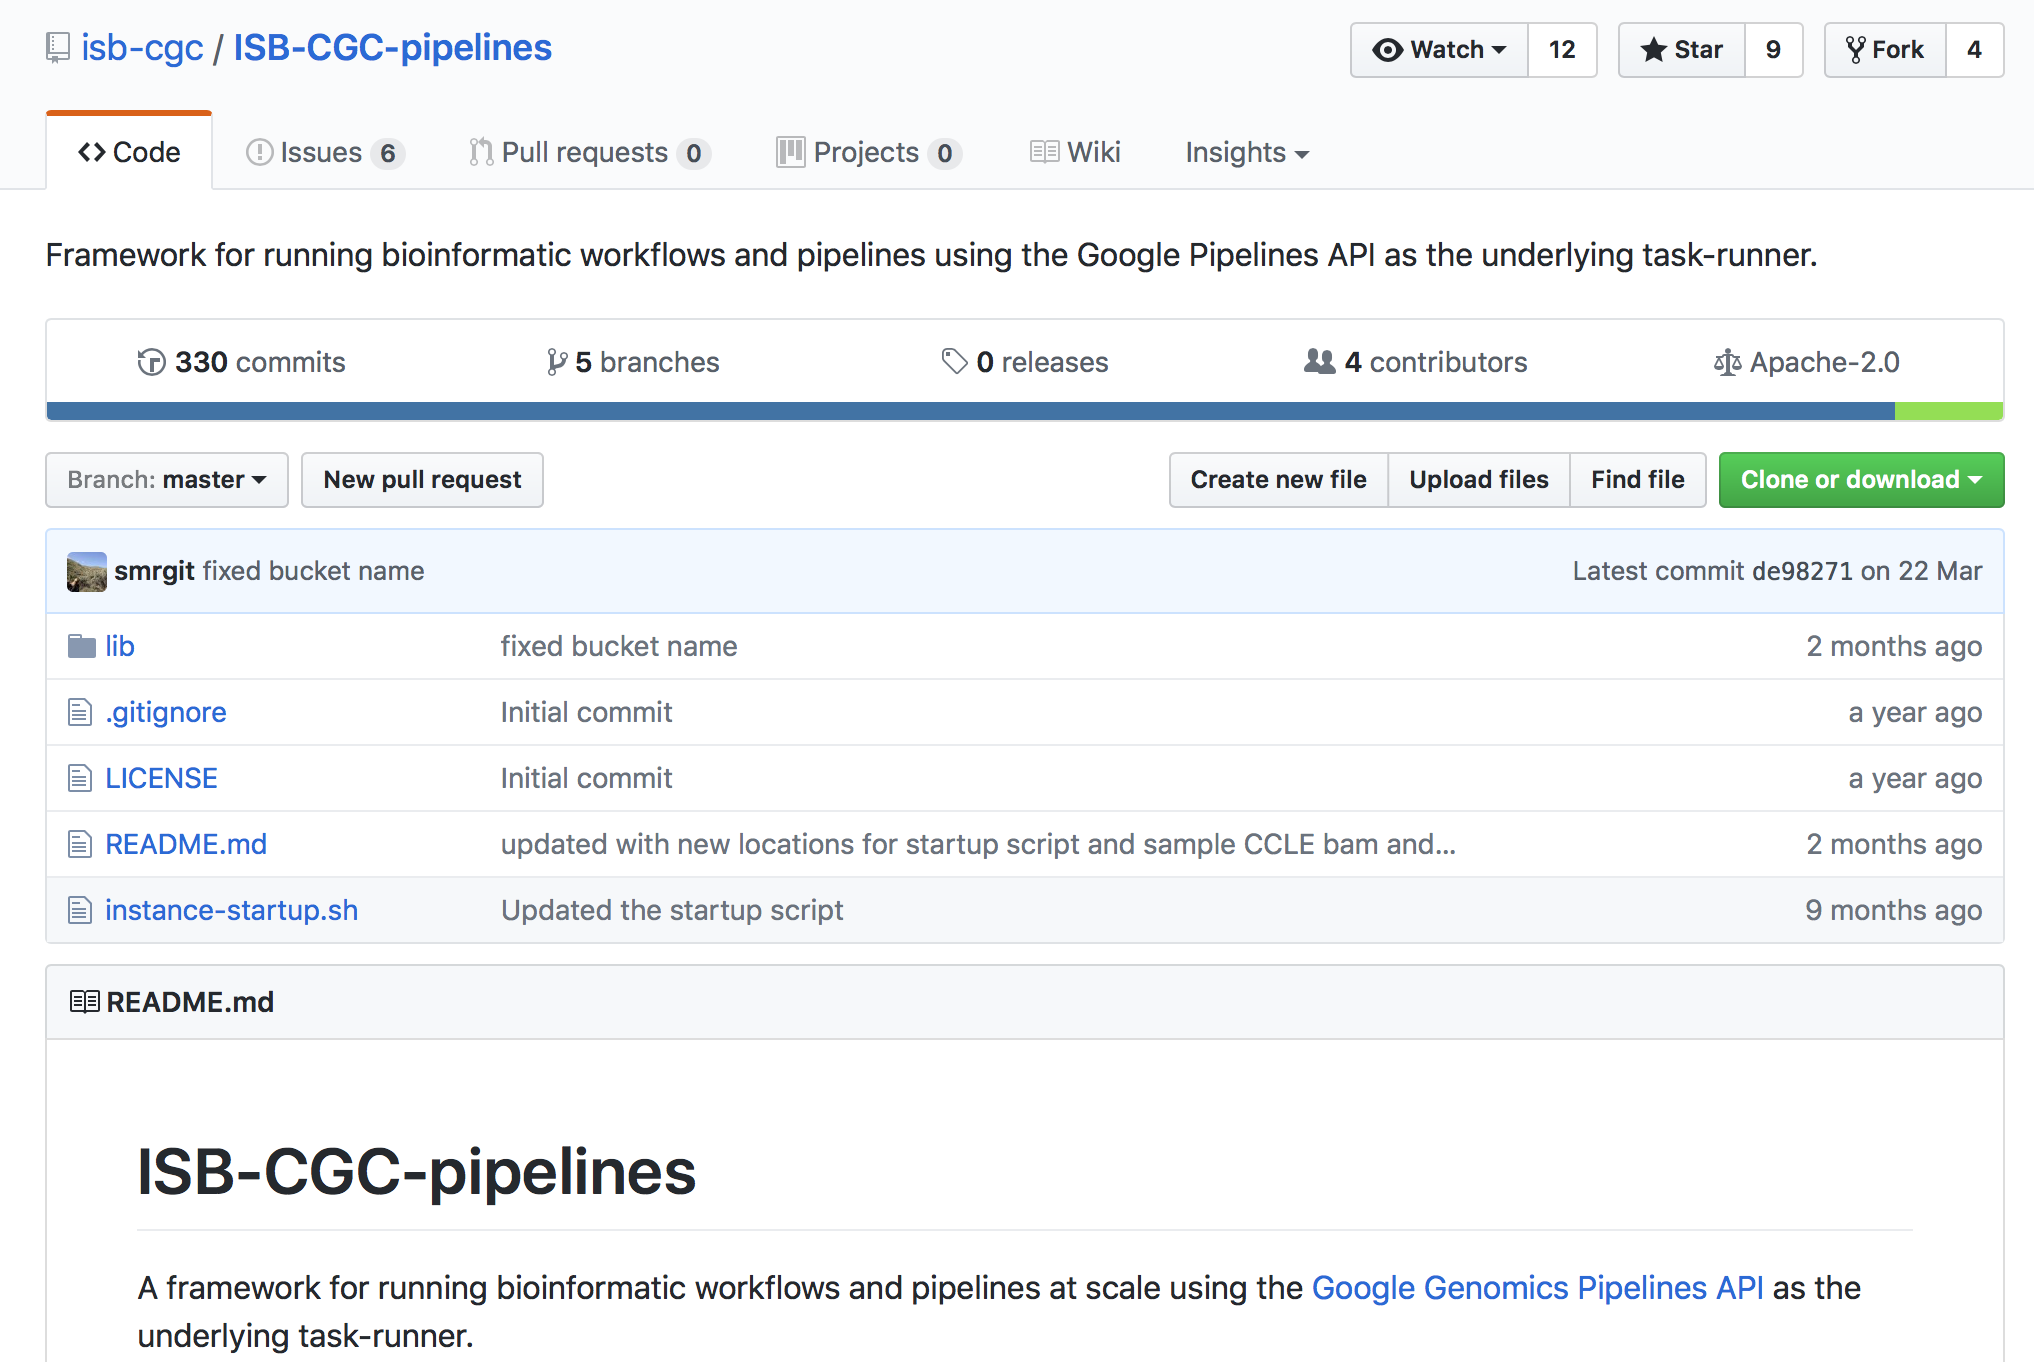 isb-cgc / ISB-CGC-pipelines
Watch 12 Star 9 Fork 4
Code Issues 6 Pull requests 0 Projects 0 Wiki Insights
Framework for running bioinformatic workflows and pipelines using the Google Pipelines API as the underlying task-runner.
330 commits 5 branches 0 releases 4 contributors Apache-2.0
Branch: master New pull request Create new file Upload files Find file Clone or download
smrgit fixed bucket name Latest commit de98271 on 22 Mar
lib fixed bucket name 2 months ago
.gitignore Initial commit a year ago
LICENSE Initial commit a year ago
README.md updated with new locations for startup script and sample CCLE bam and... 2 months ago
instance-startup.sh Updated the startup script 9 months ago
README.md
ISB-CGC-pipelines
A framework for running bioinformatic workflows and pipelines at scale using the Google Genomics Pipelines API as the
underlying task-runner.